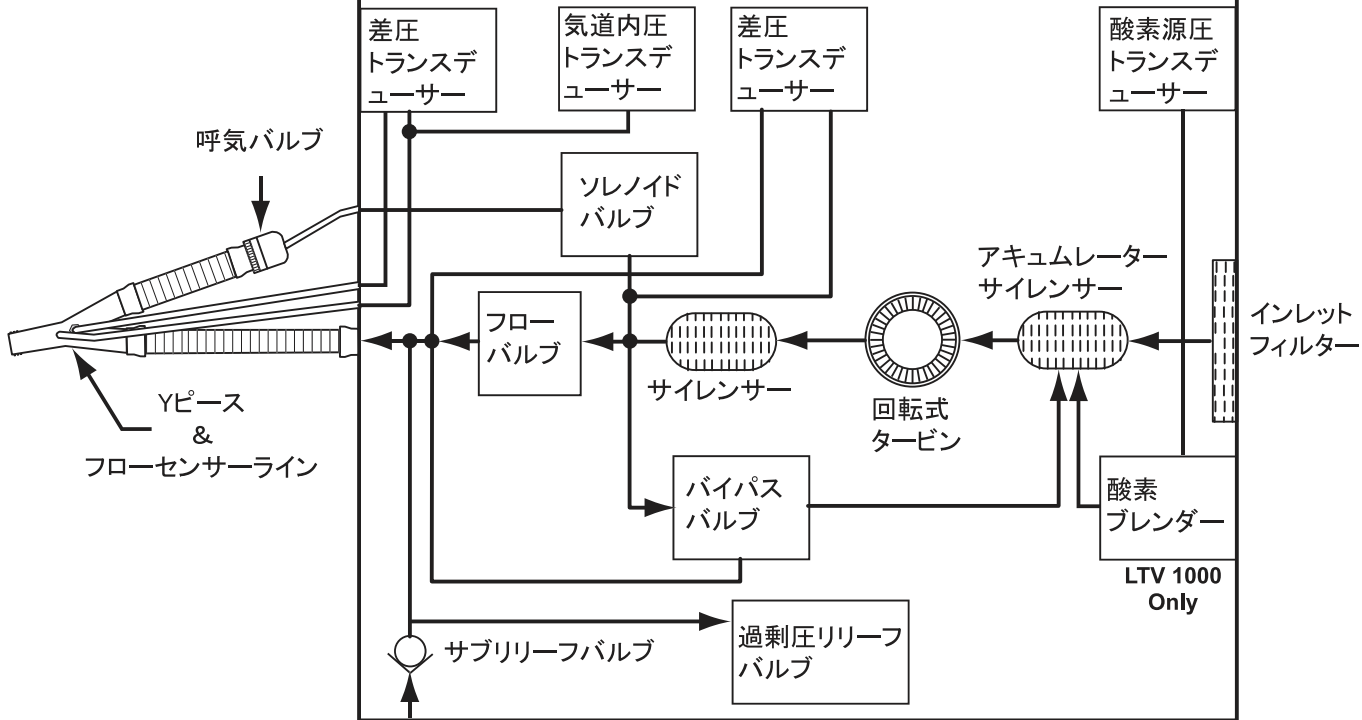 差圧
トランスデ
ューサー
気道内圧
トランスデ
ューサー
差圧
トランスデ
ューサー
酸素源圧
トランスデ
ューサー
呼気バルブ
ソレノイド
バルブ
アキュムレーター
サイレンサー
インレット
フィルター
フロー
バルブ
サイレンサー
回転式
タービン
Yピース
&
フローセンサーライン
バイパス
バルブ
酸素
ブレンダー
LTV 1000
Only
サブリリーフバルブ
過剰圧リリーフ
バルブ